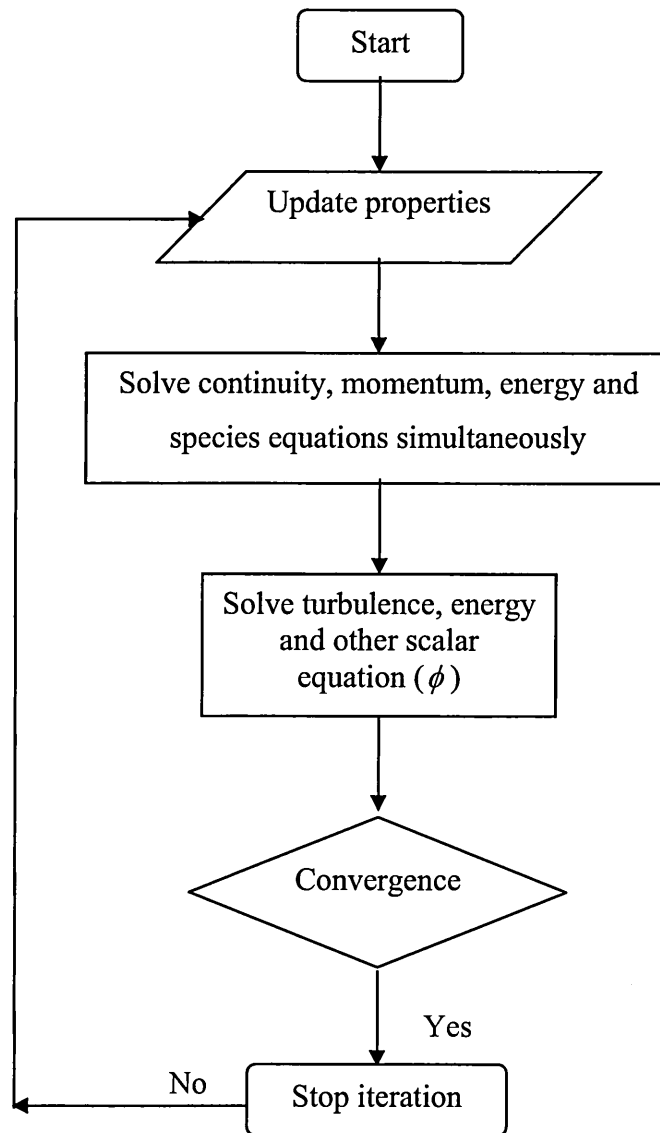 Start
Update properties
Solve continuity, momentum, energy and
species equations simultaneously
Solve turbulence, energy
and other scalar
equation (ϕ)
Convergence
Yes
No
Stop iteration